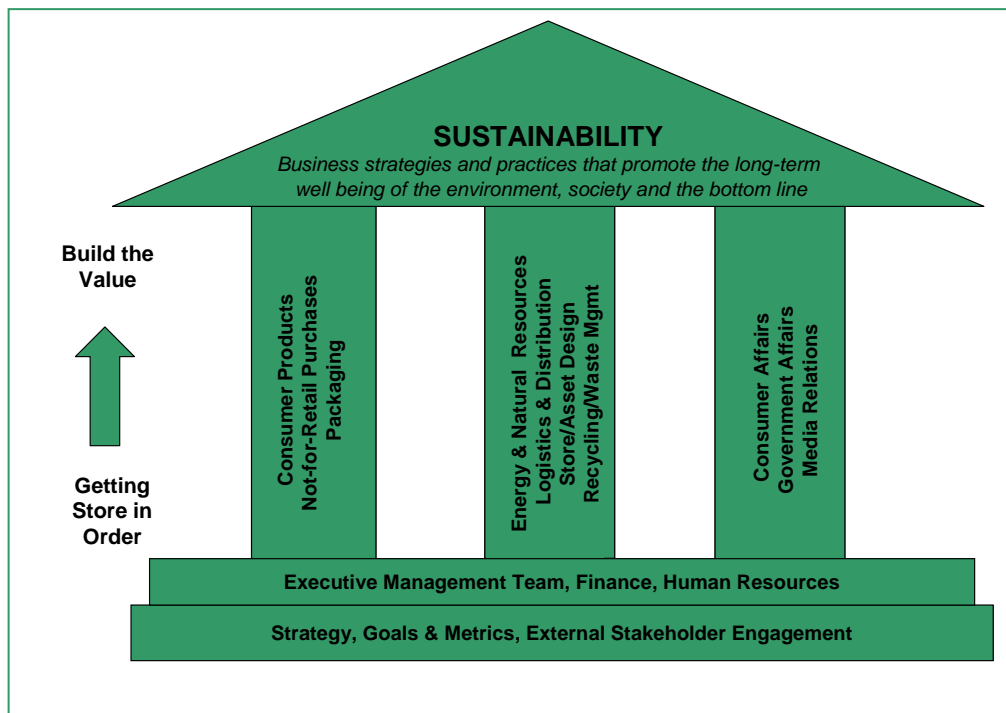 SUSTAINABILITY
Business strategies and practices that promote the long-term
well being of the environment, society and the bottom line
Build the
Value
Getting
Store in
Order
Consumer Products
Not-for-Retail Purchases
Packaging
Energy & Natural Resources
Logistics & Distribution
Store/Asset Design
Recycling/Waste Mgmt
Consumer Affairs
Government Affairs
Media Relations
Executive Management Team, Finance, Human Resources
Strategy, Goals & Metrics, External Stakeholder Engagement